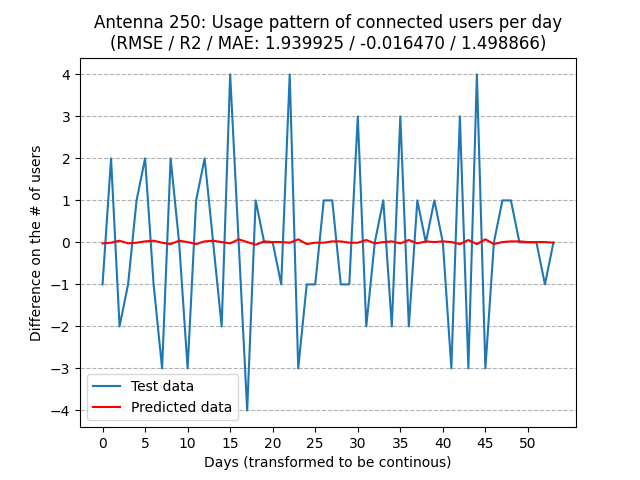 Antenna 250: Usage pattern of connected users per day
(RMSE / R2 / MAE: 1.939925 / -0.016470 / 1.498866)
Difference on the # of users
4
3
2
1
0
−1
−2
−3
−4
Test data
Predicted data
0 5 10 15 20 25 30 35 40 45 50
Days (transformed to be continous)